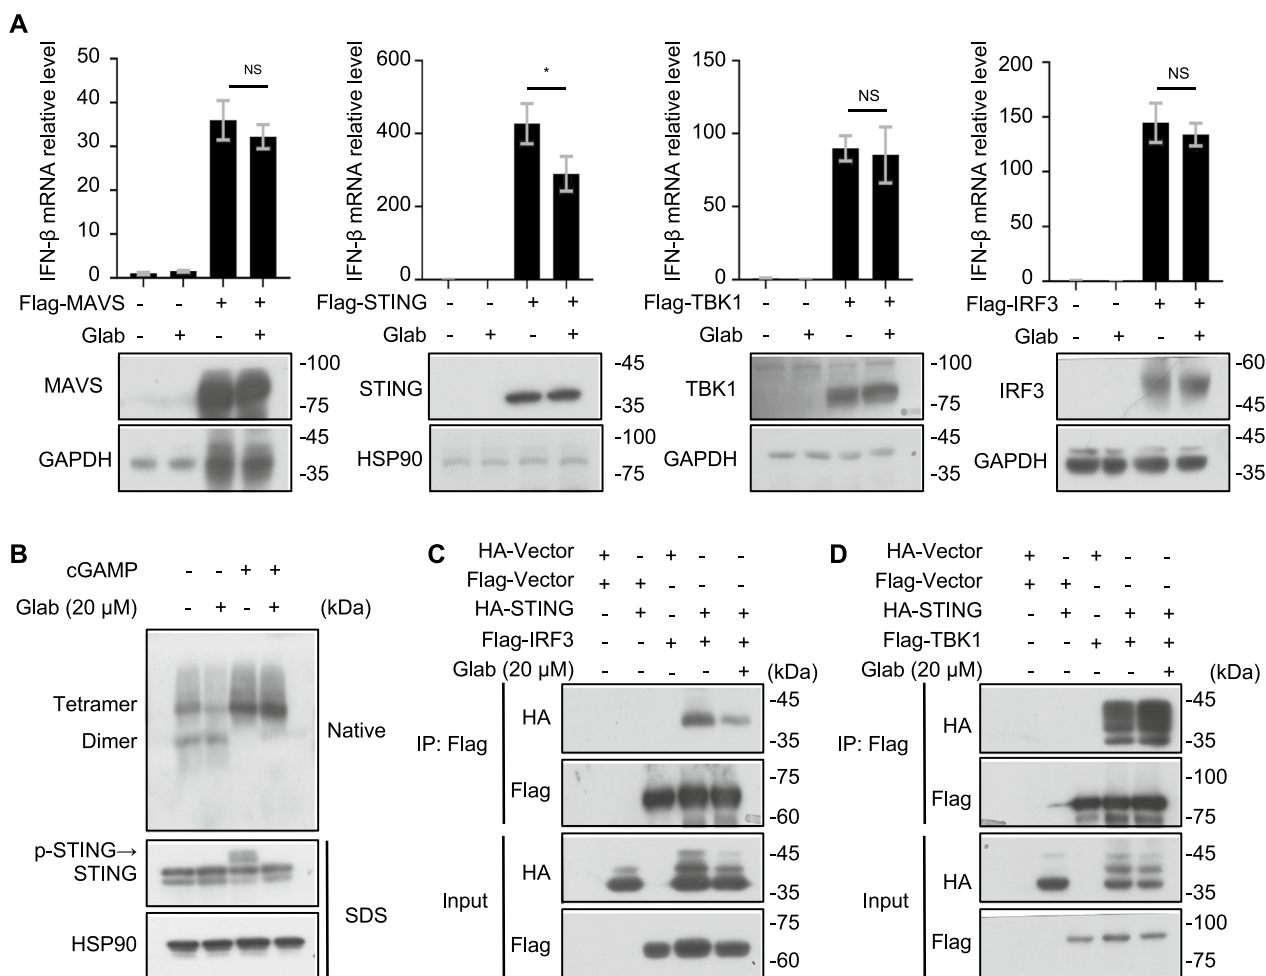 A
IFN-β mRNA relative level
50
40
30
20
10
0
NS
Flag-MAVS - - + +
Glab - + - +
MAVS
-100
-75
GAPDH
-45
-35
IFN-β mRNA relative level
600
400
200
0
*
Flag-STING - - + +
Glab - + - +
STING
-45
-35
HSP90
-100
-75
IFN-β mRNA relative level
150
100
50
0
NS
Flag-TBK1 - - + +
Glab - + - +
TBK1
-100
-75
GAPDH
-45
-35
IFN-β mRNA relative level
200
150
100
50
0
NS
Flag-IRF3 - - + +
Glab - + - +
IRF3
-60
-45
GAPDH
-45
-35
B
cGAMP - - + +
Glab (20 μM) - + - + (kDa)
Tetramer
Dimer
Native
p-STING→
STING
HSP90
SDS
C
HA-Vector + - + - -
Flag-Vector + + - - -
HA-STING - + - + +
Flag-IRF3 - - + + +
Glab (20 μM) - - - - + (kDa)
IP: Flag
HA
-45
-35
Flag
-75
-60
Input
HA
-45
-35
Flag
-75
-60
D
HA-Vector + - + - -
Flag-Vector + + - - -
HA-STING - + - + +
Flag-TBK1 - - + + +
Glab (20 μM) - - - - + (kDa)
IP: Flag
HA
-45
-35
Flag
-100
-75
Input
HA
-45
-35
Flag
-100
-75